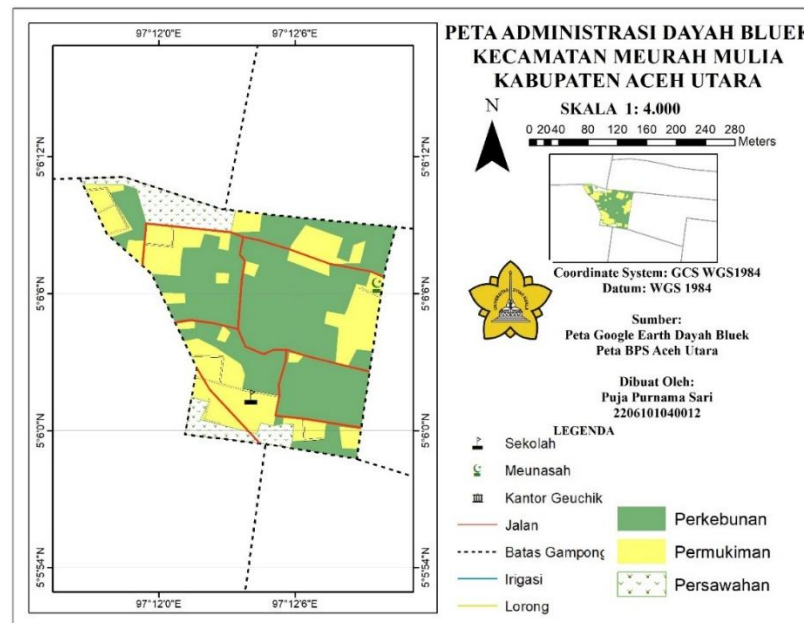 97°12'0"E 97°12'6"E
5°6'12"N 5°6'12"N
5°6'8"N 5°6'8"N
5°6'0"N 5°6'0"N
5°5'54"N 5°5'54"N
97°12'0"E 97°12'6"E
PETA ADMINISTRASI DAYAH BLUEK
KECAMATAN MEURAH MULIA
KABUPATEN ACEH UTARA
N
SKALA 1: 4.000
0 20 40 80 120 160 200 240 280
Meters
Coordinate System: GCS WGS1984
Datum: WGS 1984
Sumber:
Peta Google Earth Dayah Bluek
Peta BPS Aceh Utara
Dibuat Oleh:
Puja Purnama Sari
2206101040012
LEGENDA
Sekolah
Meunasah
Kantor Geuchik
Jalan
Batas Gampong
Irigasi
Lorong
Perkebunan
Permukiman
Persawahan